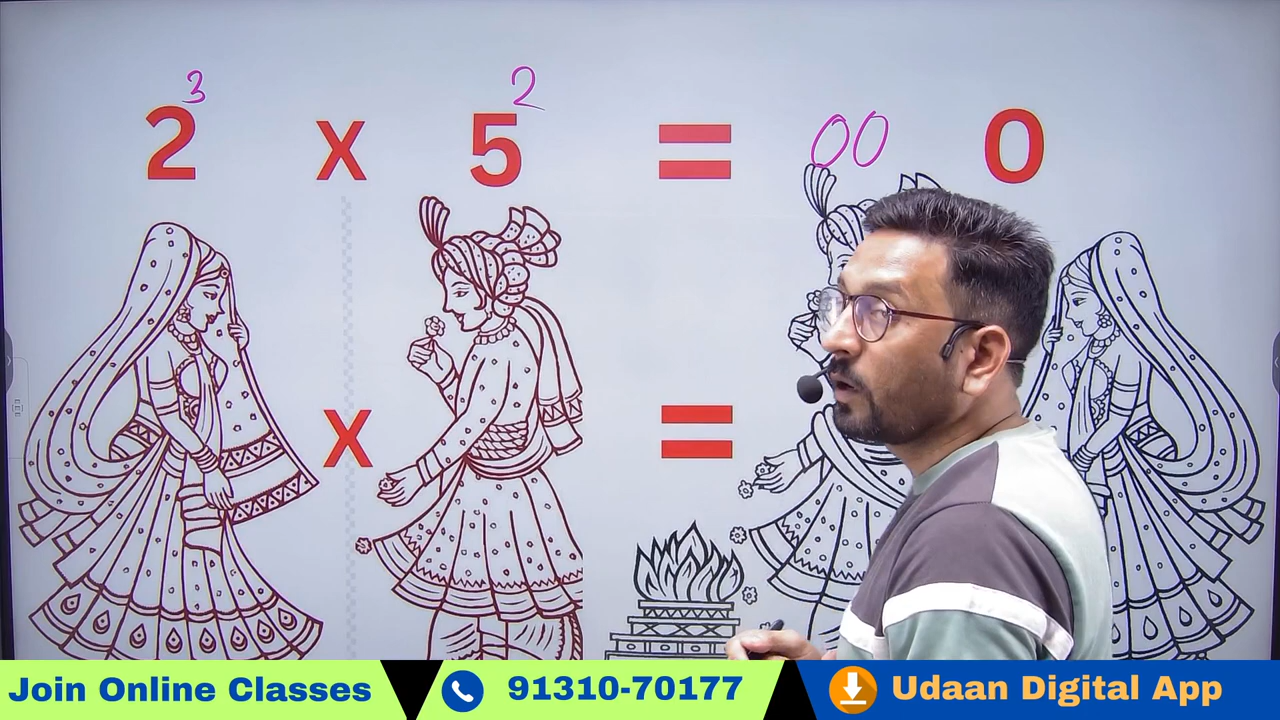 2³ x 5² = 00 0
x =
Join Online Classes 91310-70177 Udaan Digital App